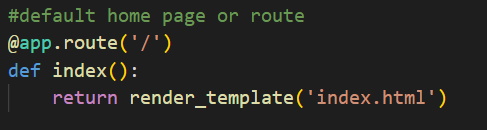 #default home page or route
@app.route('/')
def index():
    return render_template('index.html')